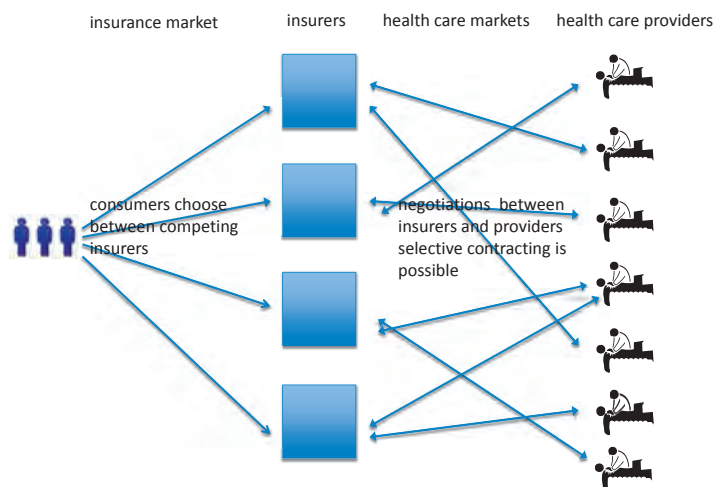 insurance market
insurers
health care markets
health care providers
consumers choose
between competing
insurers
negotiations between
insurers and providers
selective contracting is
possible